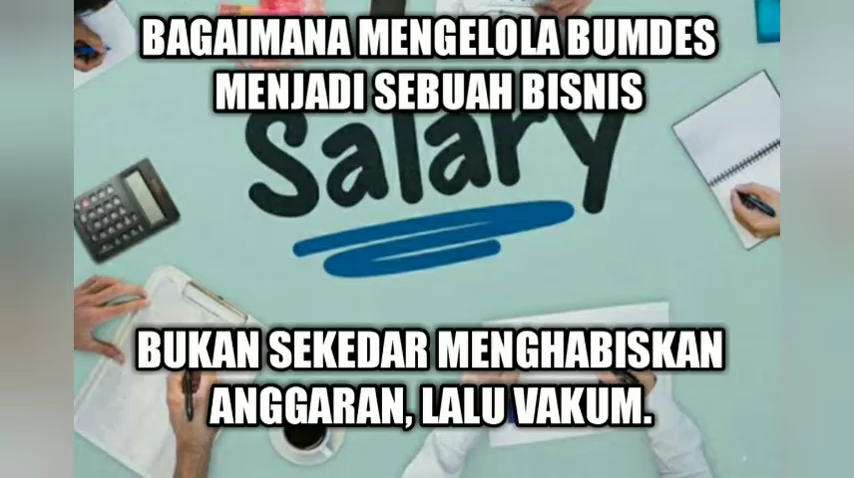 BAGAIMANA MENGELOLA BUMDES
MENJADI SEBUAH BISNIS
Salary
BUKAN SEKEDAR MENGHABISKAN
ANGGARAN, LALU VAKUM.